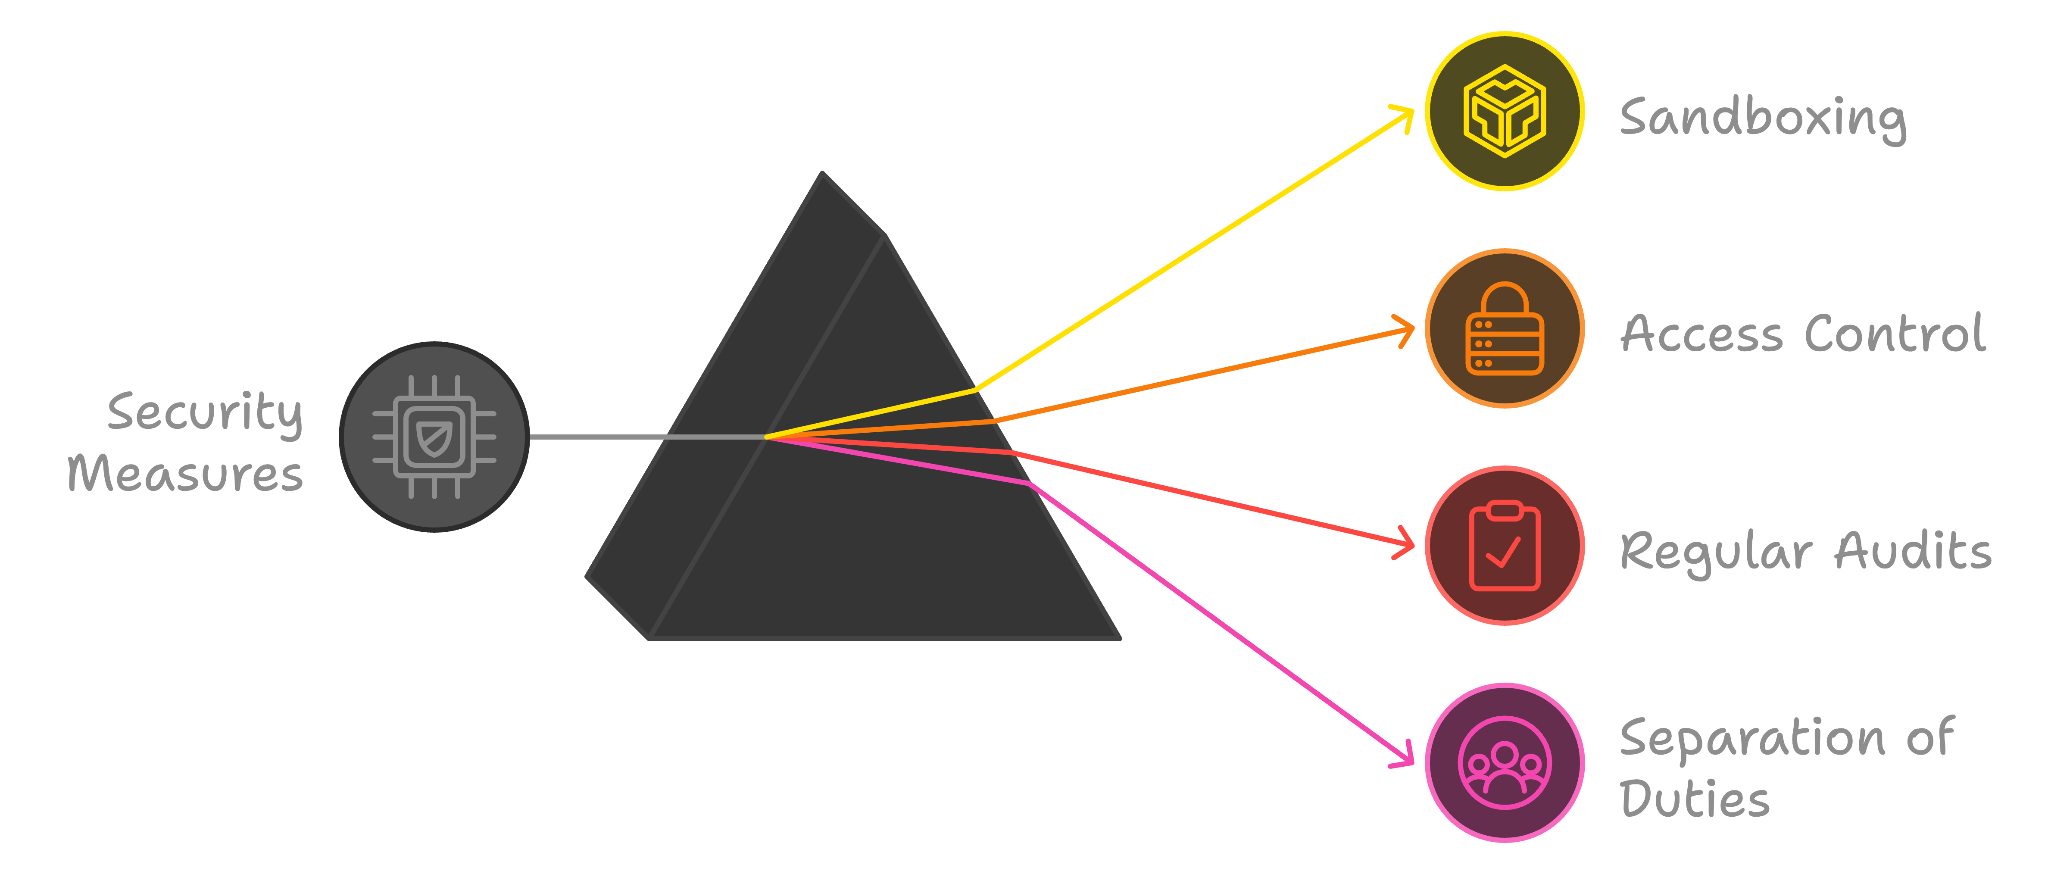 Security
Measures
Sandboxing
Access Control
Regular Audits
Separation of
Duties